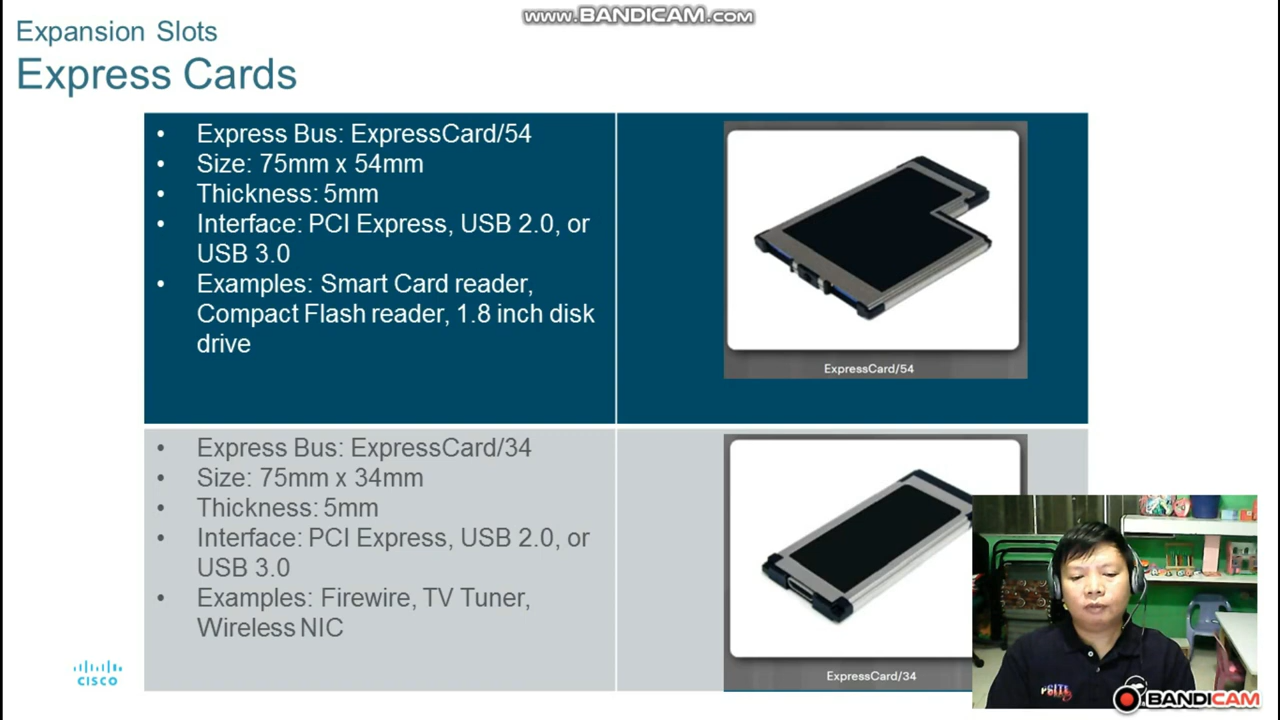 www.BANDICAM.COM
Expansion Slots
Express Cards
• Express Bus: ExpressCard/54
• Size: 75mm x 54mm
• Thickness: 5mm
• Interface: PCI Express, USB 2.0, or
USB 3.0
• Examples: Smart Card reader,
Compact Flash reader, 1.8 inch disk
drive
ExpressCard/54
• Express Bus: ExpressCard/34
• Size: 75mm x 34mm
• Thickness: 5mm
• Interface: PCI Express, USB 2.0, or
USB 3.0
• Examples: Firewire, TV Tuner,
Wireless NIC
ExpressCard/34
CISCO
BANDICAM